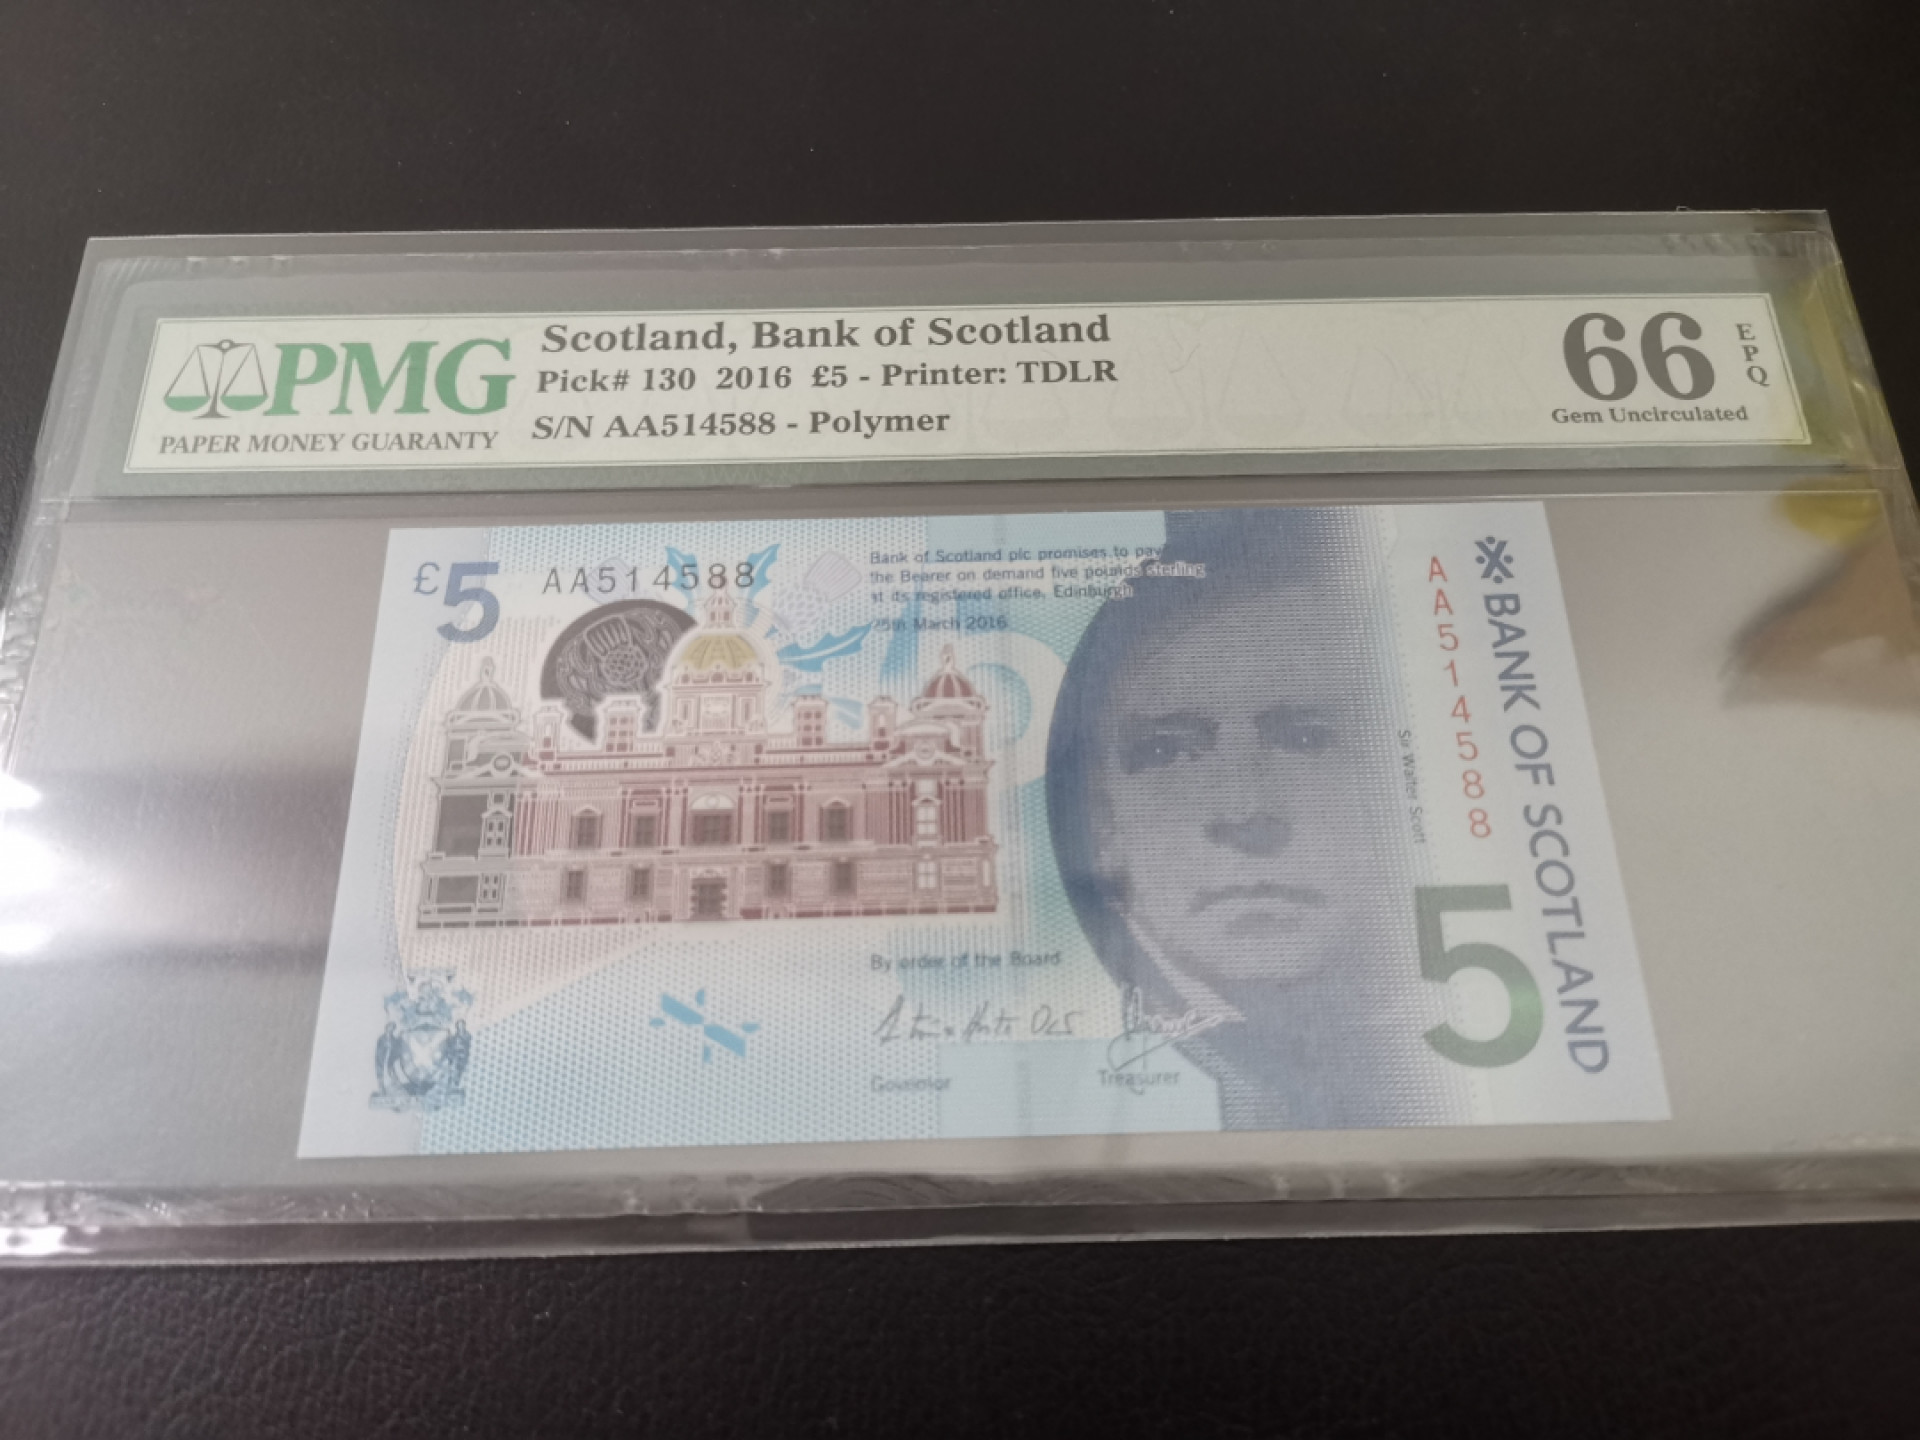 PMG
PAPER MONEY GUARANTY
Scotland, Bank of Scotland
Pick# 130 2016 £5 - Printer: TDLR
S/N AA514588 - Polymer
66
EPQ
Gem Uncirculated
£5
AA514588
Bank of Scotland plc promises to pay
the Bearer on demand five pounds sterling
at its registered office, Edinburgh
25th March 2016
By order of the Board
Governor
Treasurer
Sir Walter Scott
AA514588
BANK OF SCOTLAND
5